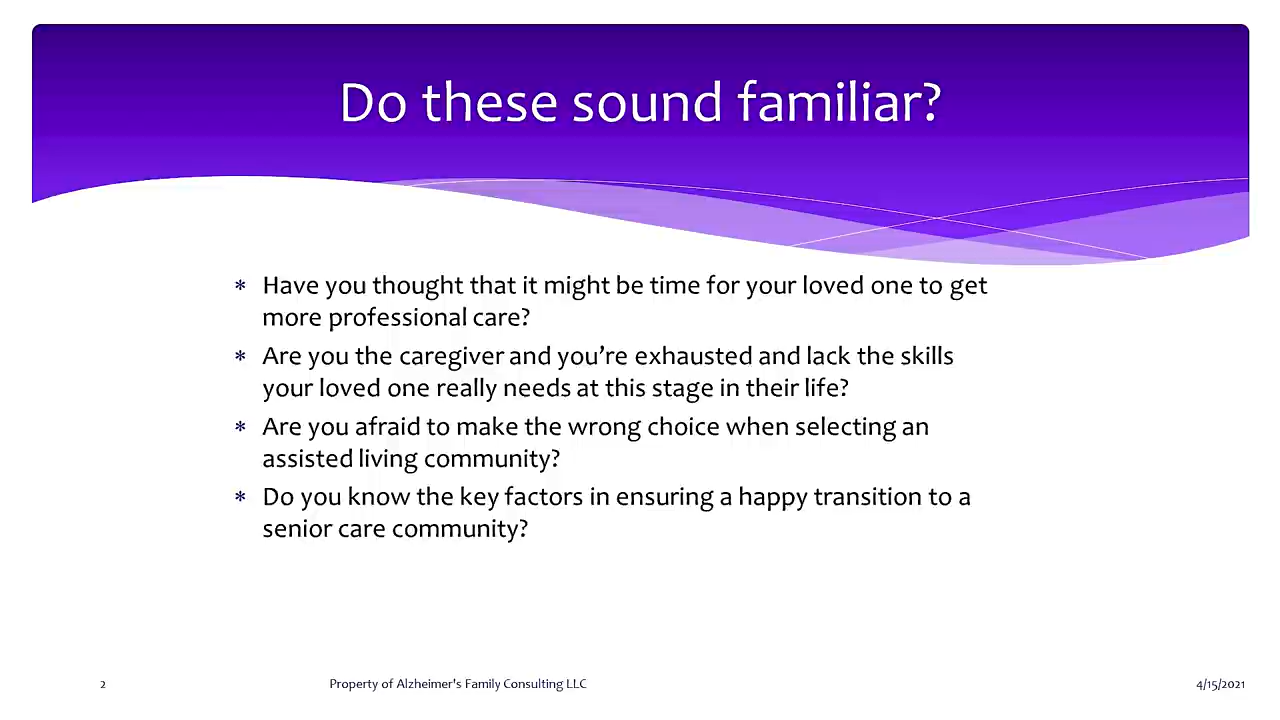 Do these sound familiar?
* Have you thought that it might be time for your loved one to get
more professional care?
* Are you the caregiver and you’re exhausted and lack the skills
your loved one really needs at this stage in their life?
* Are you afraid to make the wrong choice when selecting an
assisted living community?
* Do you know the key factors in ensuring a happy transition to a
senior care community?
2 Property of Alzheimer's Family Consulting LLC 4/15/2021